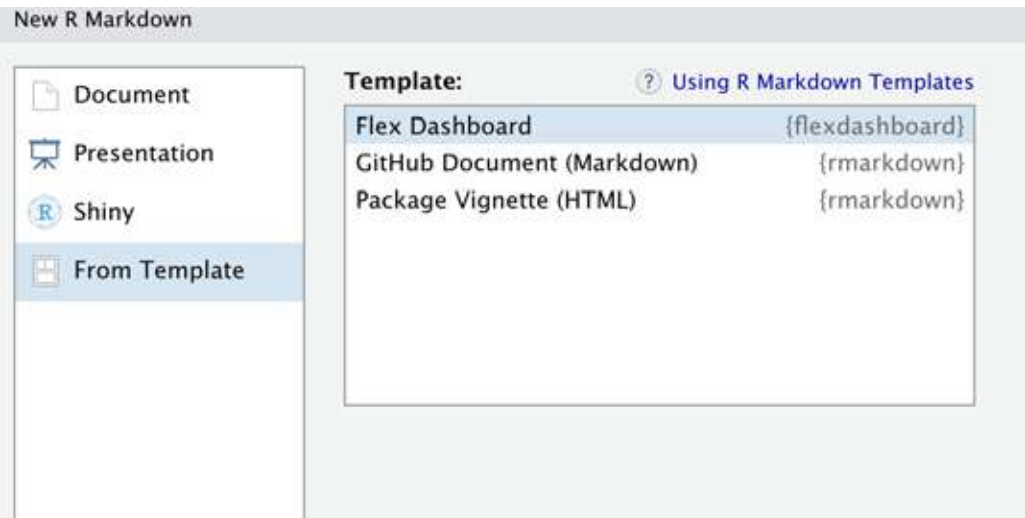 New R Markdown
Document
Presentation
R Shiny
From Template
Template: ? Using R Markdown Templates
Flex Dashboard {flexdashboard}
GitHub Document (Markdown) {rmarkdown}
Package Vignette (HTML) {rmarkdown}